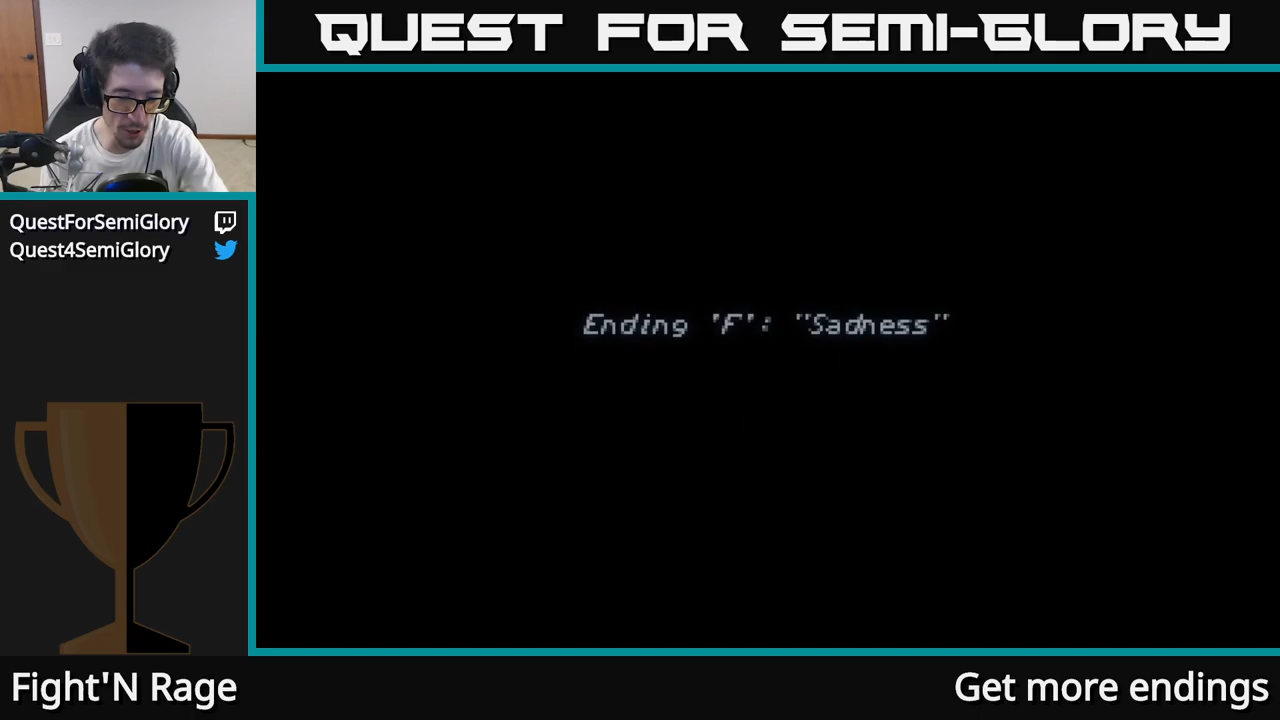 QUEST FOR SEMI-GLORY
QuestForSemiGlory
Quest4SemiGlory
Ending 'F': "Sadness"
Fight'N Rage
Get more endings